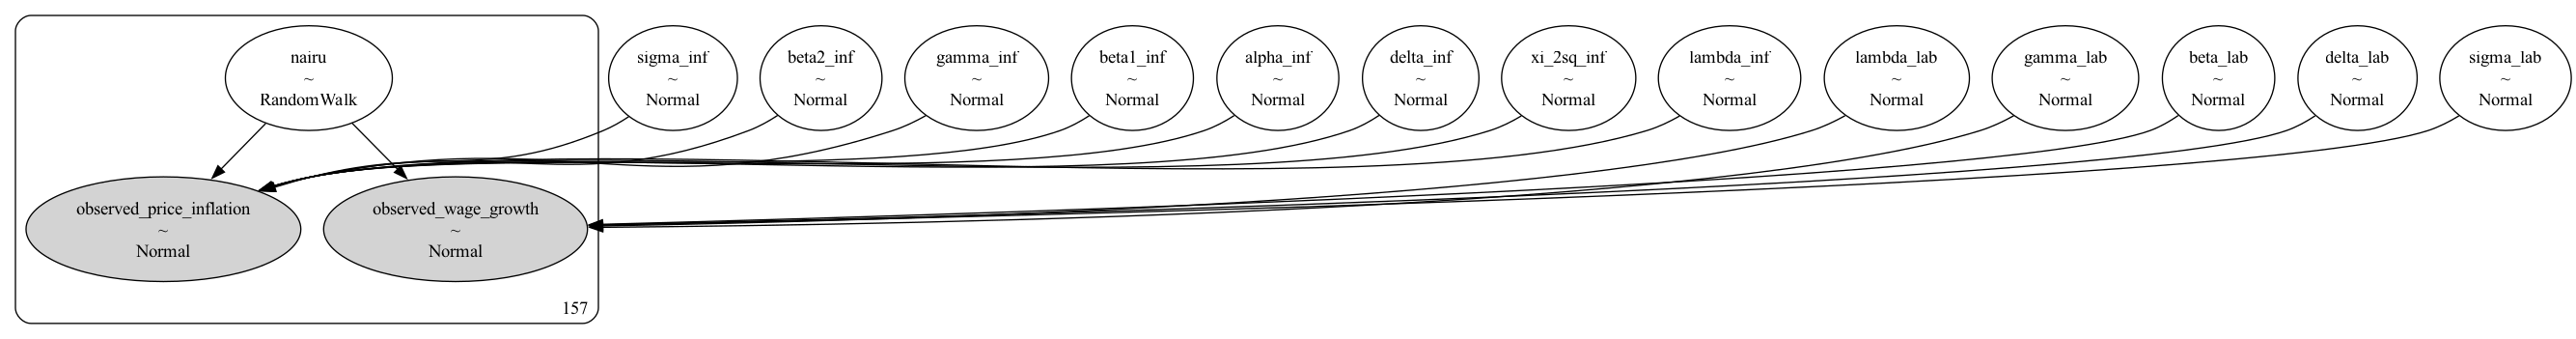 nairu
~
RandomWalk
sigma_inf
~
Normal
beta2_inf
~
Normal
gamma_inf
~
Normal
beta1_inf
~
Normal
alpha_inf
~
Normal
delta_inf
~
Normal
xi_2sq_inf
~
Normal
lambda_inf
~
Normal
lambda_lab
~
Normal
gamma_lab
~
Normal
beta_lab
~
Normal
delta_lab
~
Normal
sigma_lab
~
Normal
observed_price_inflation
~
Normal
observed_wage_growth
~
Normal
157